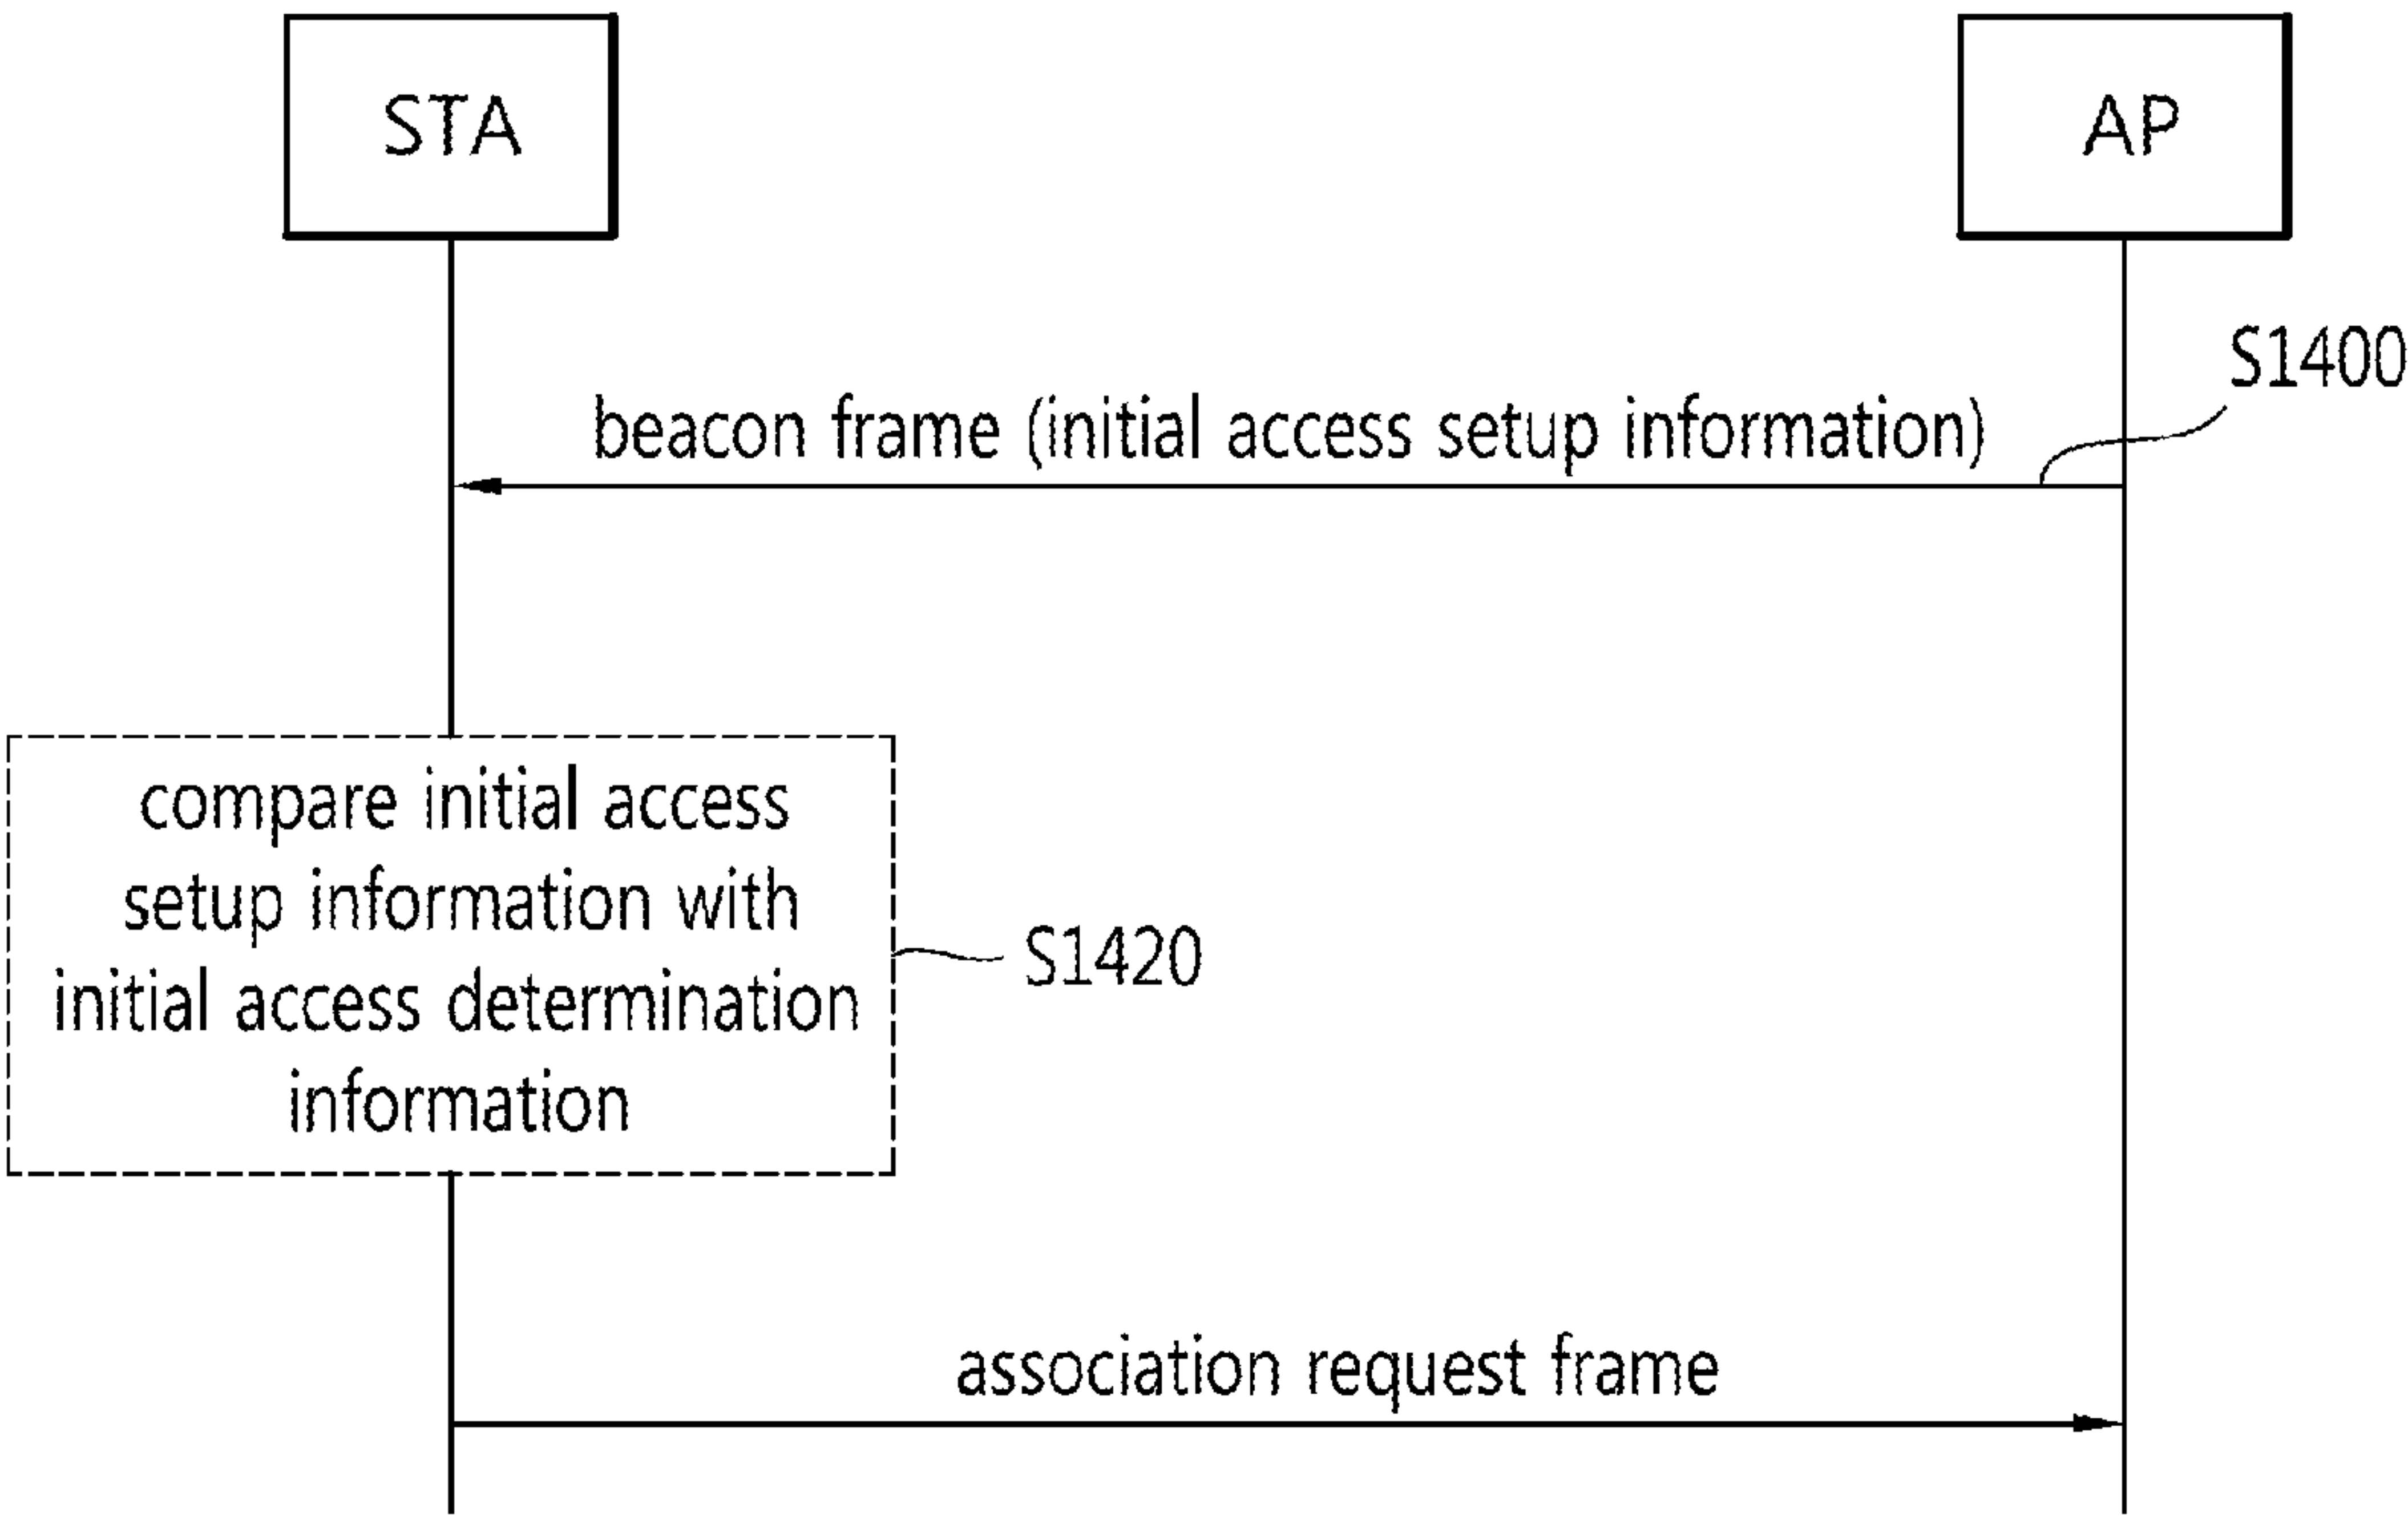 STA
AP
S1400
beacon frame (initial access setup information)
compare initial access
setup information with
initial access determination
information
S1420
association request frame